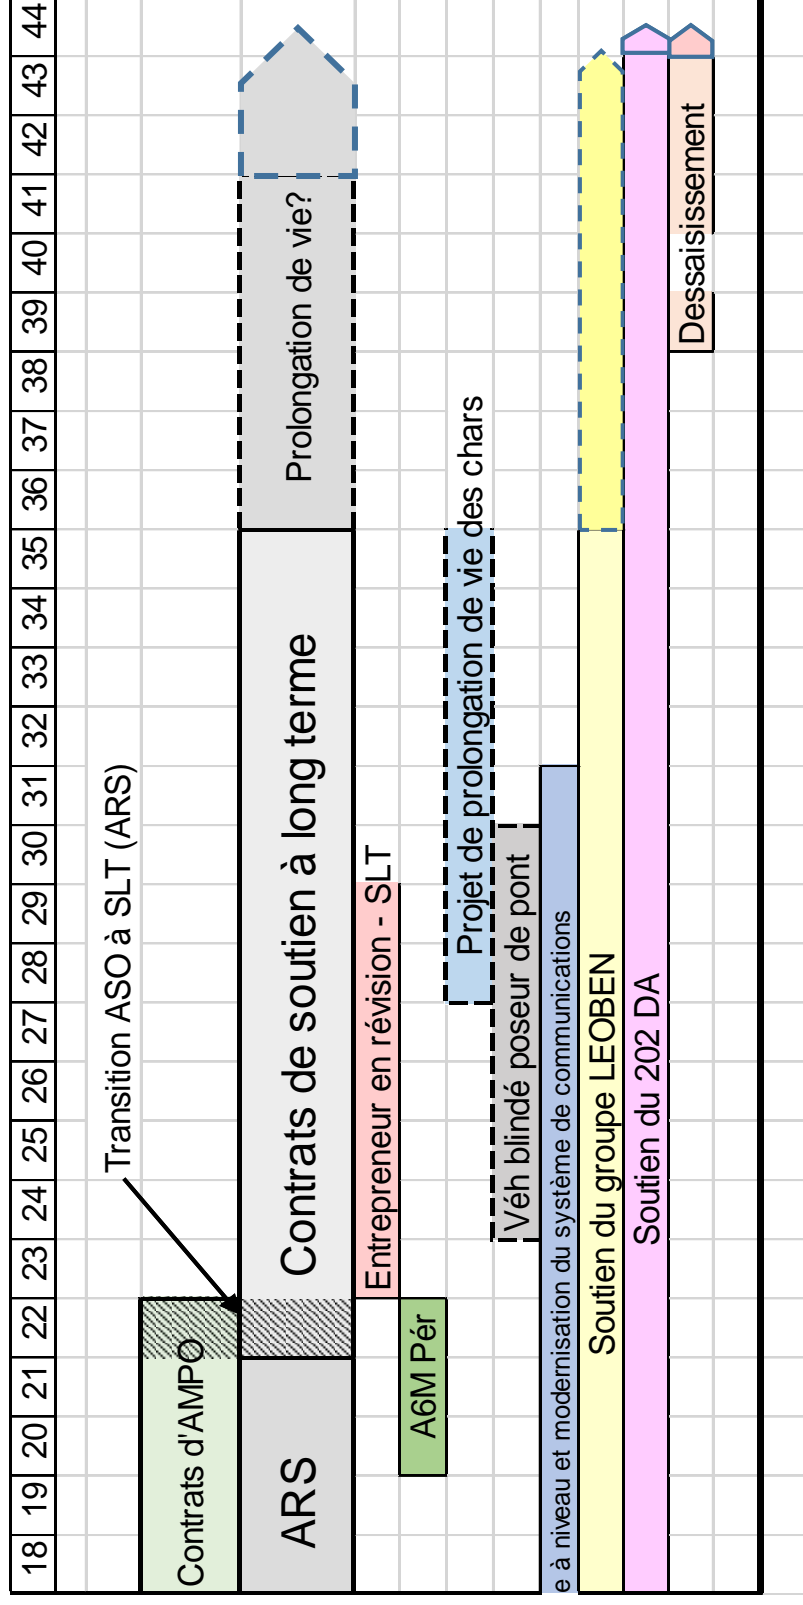 18 19 20 21 22 23 24 25 26 27 28 29 30 31 32 33 34 35 36 37 38 39 40 41 42 43 44
Transition ASO à SLT (ARS)
Contrats d'AMPO
ARS
Contrats de soutien à long terme
Prolongation de vie?
Entrepreneur en révision - SLT
A6M Pér
Projet de prolongation de vie des chars
Véh blindé poseur de pont
e à niveau et modernisation du système de communications
Soutien du groupe LEOBEN
Soutien du 202 DA
Dessaisissement